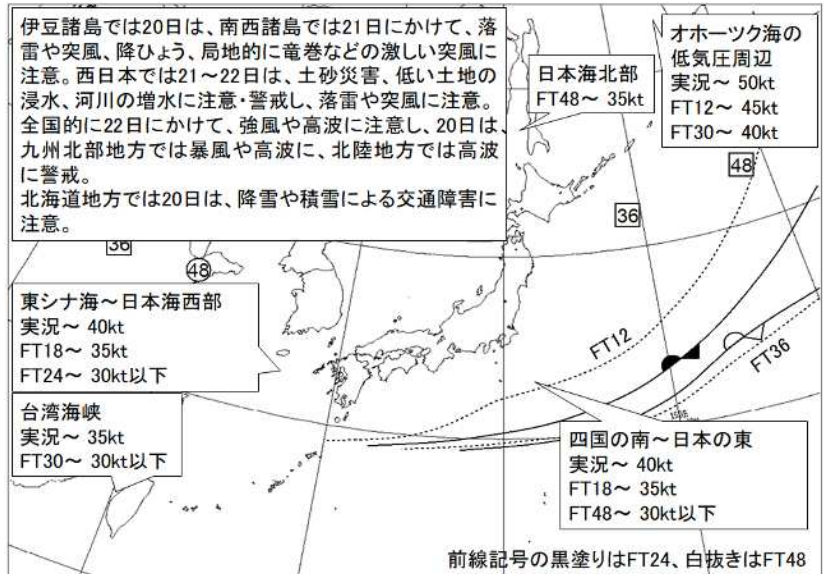 伊豆諸島では20日は、南西諸島では21日にかけて、落
雷や突風、降ひょう、局地的に竜巻などの激しい突風に
注意。西日本では21～22日は、土砂災害、低い土地の
浸水、河川の増水に注意・警戒し、落雷や突風に注意。
全国的に22日にかけて、強風や高波に注意し、20日は、
九州北部地方では暴風や高波に、北陸地方では高波
に警戒。
北海道地方では20日は、降雪や積雪による交通障害に
注意。
日本海北部
FT48～ 35kt
オホーツク海の
低気圧周辺
実況～ 50kt
FT12～ 45kt
FT30～ 40kt
48
36
36
48
東シナ海～日本海西部
実況～ 40kt
FT18～ 35kt
FT24～ 30kt以下
FT12
FT36
台湾海峡
実況～ 35kt
FT30～ 30kt以下
四国の南～日本の東
実況～ 40kt
FT18～ 35kt
FT48～ 30kt以下
前線記号の黒塗りはFT24、白抜きはFT48